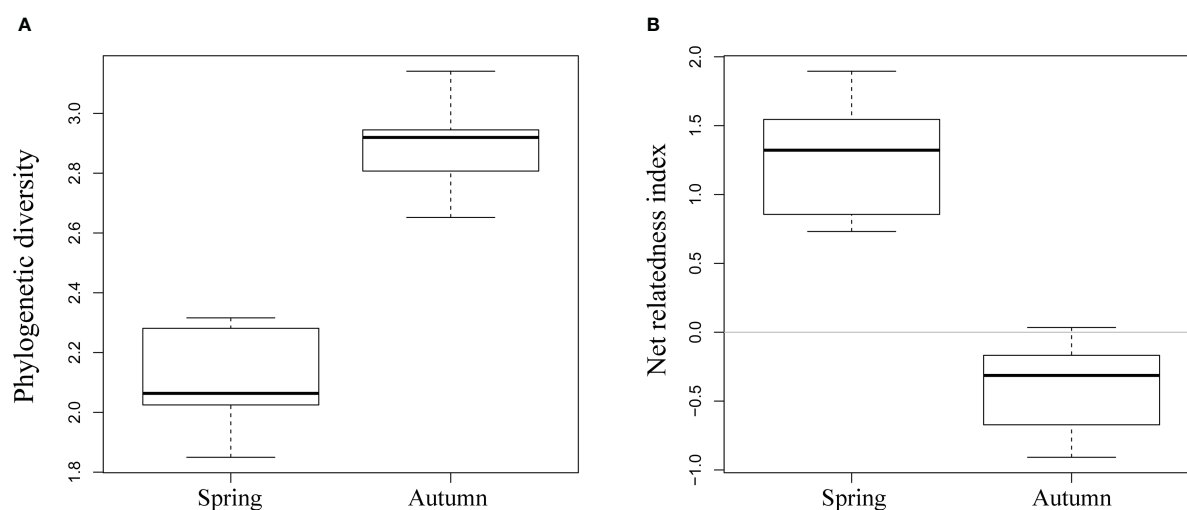 A
Phylogenetic diversity
3.0
2.8
2.6
2.4
2.2
2.0
1.8
Spring
Autumn
B
Net relatedness index
2.0
1.5
1.0
0.5
0.0
−0.5
−1.0
Spring
Autumn